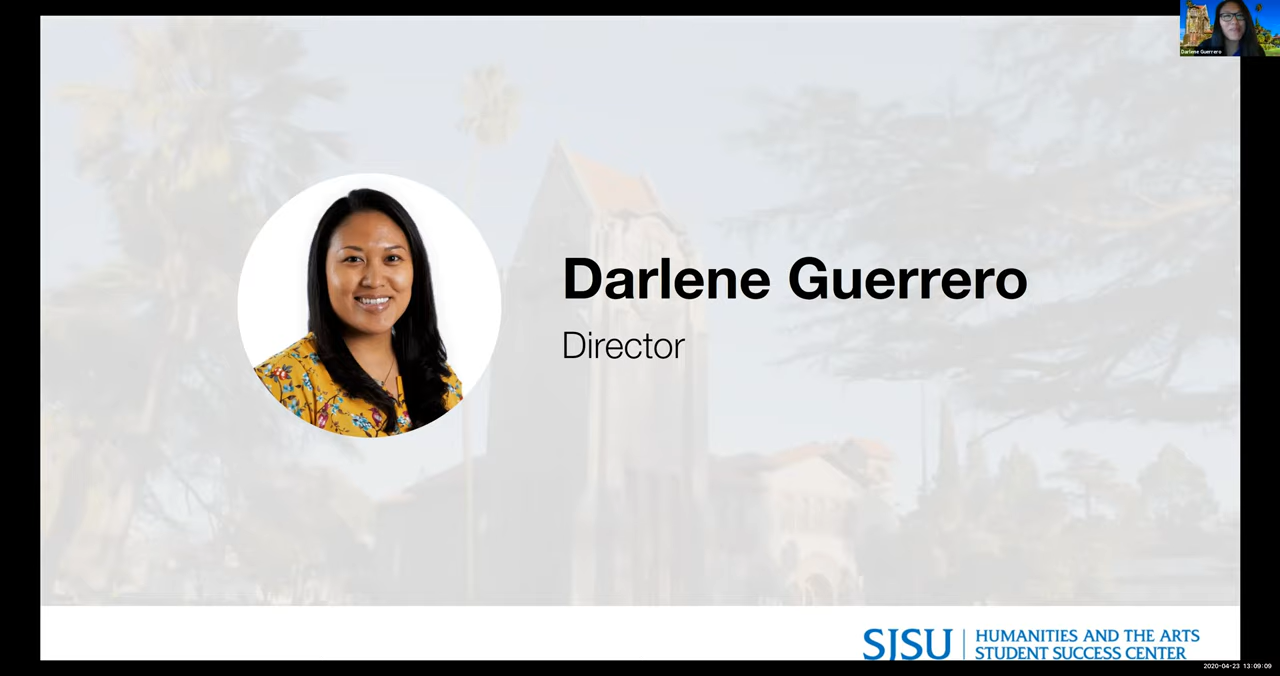 Darlene Guerrero
Darlene Guerrero
Director
SJSU
HUMANITIES AND THE ARTS
STUDENT SUCCESS CENTER
2020-04-23 13:09:09